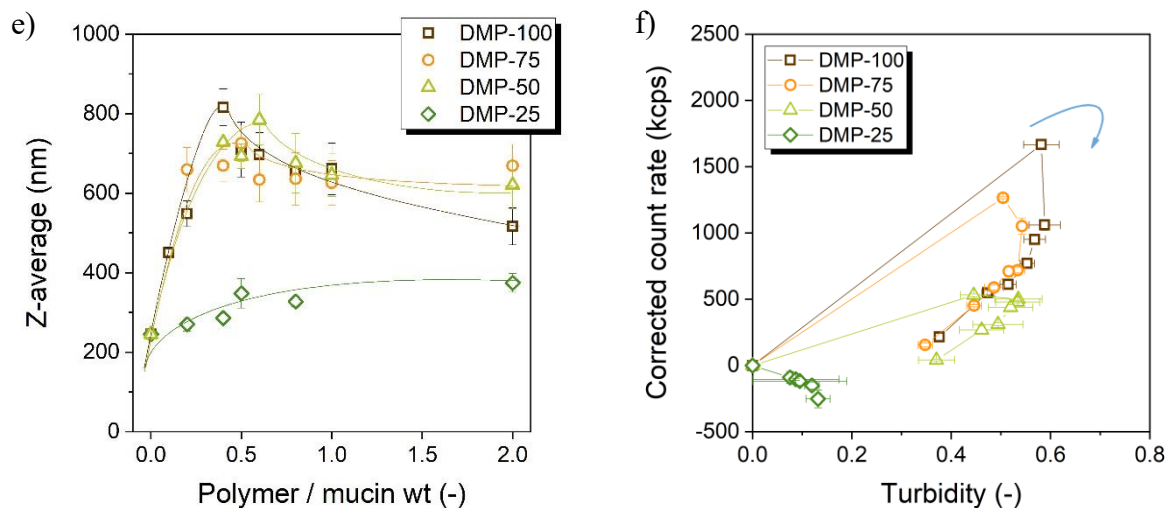 e)
1000
800
600
400
200
0
0.0 0.5 1.0 1.5 2.0
Z-average (nm)
Polymer / mucin wt (-)
DMP-100
DMP-75
DMP-50
DMP-25
f)
2500
2000
1500
1000
500
0
-500
0.0 0.2 0.4 0.6 0.8
Corrected count rate (kcps)
Turbidity (-)
DMP-100
DMP-75
DMP-50
DMP-25